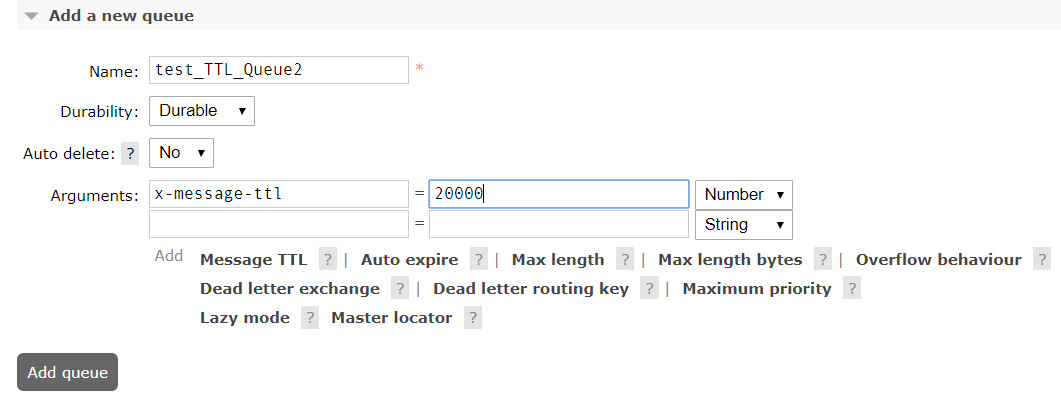 Add a new queue
Name: test_TTL_Queue2 *
Durability: Durable
Auto delete: ? No
Arguments: x-message-ttl = 20000 Number
= String
Add Message TTL ? | Auto expire ? | Max length ? | Max length bytes ? | Overflow behaviour ?
Dead letter exchange ? | Dead letter routing key ? | Maximum priority ?
Lazy mode ? Master locator ?
Add queue